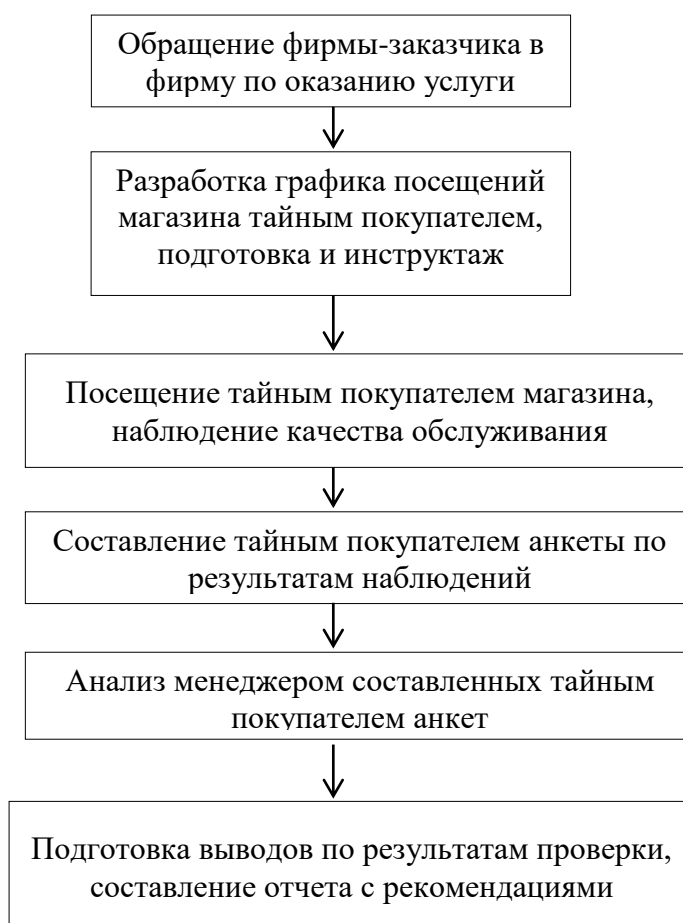 Обращение фирмы-заказчика в
фирму по оказанию услуги
Разработка графика посещений
магазина тайным покупателем,
подготовка и инструктаж
Посещение тайным покупателем магазина,
наблюдение качества обслуживания
Составление тайным покупателем анкеты по
результатам наблюдений
Анализ менеджером составленных тайным
покупателем анкет
Подготовка выводов по результатам проверки,
составление отчета с рекомендациями